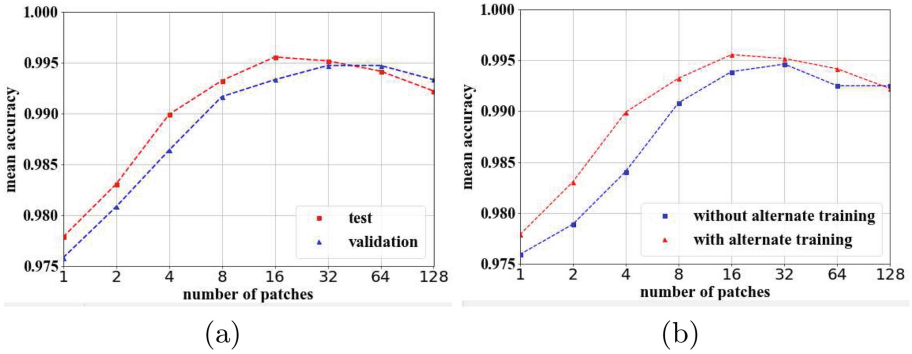 1.000
0.995
0.990
0.985
0.980
0.975
mean accuracy
test
validation
1 2 4 8 16 32 64 128
number of patches
(a)
1.000
0.995
0.990
0.985
0.980
0.975
mean accuracy
without alternate training
with alternate training
1 2 4 8 16 32 64 128
number of patches
(b)